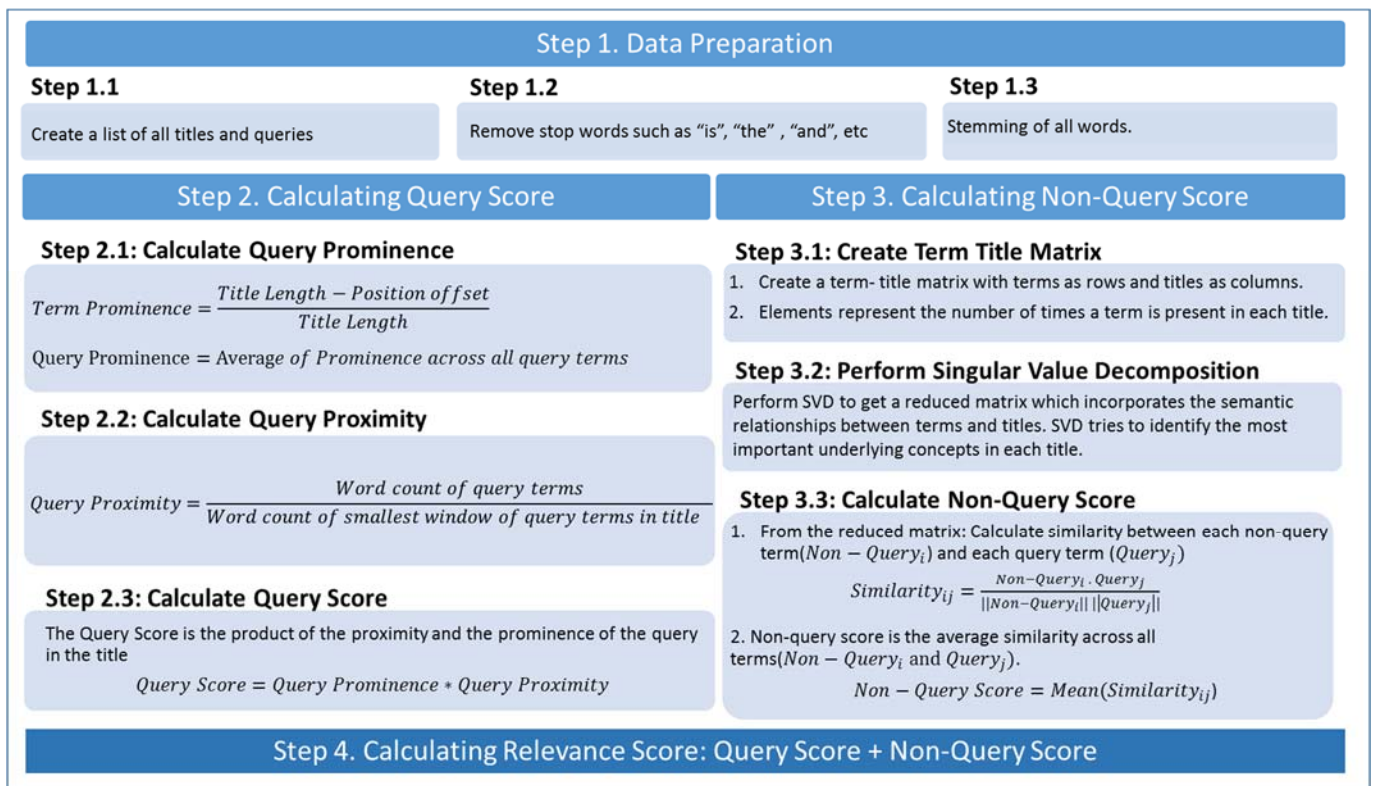 Step 1. Data Preparation
Step 1.1
Create a list of all titles and queries
Step 1.2
Remove stop words such as “is”, “the” , “and”, etc
Step 1.3
Stemming of all words.
Step 2. Calculating Query Score
Step 2.1: Calculate Query Prominence
Term Prominence = (Title Length − Position offset) / Title Length
Query Prominence = Average of Prominence across all query terms
Step 2.2: Calculate Query Proximity
Query Proximity = Word count of query terms / Word count of smallest window of query terms in title
Step 2.3: Calculate Query Score
The Query Score is the product of the proximity and the prominence of the query
in the title
Query Score = Query Prominence * Query Proximity
Step 3. Calculating Non-Query Score
Step 3.1: Create Term Title Matrix
1. Create a term- title matrix with terms as rows and titles as columns.
2. Elements represent the number of times a term is present in each title.
Step 3.2: Perform Singular Value Decomposition
Perform SVD to get a reduced matrix which incorporates the semantic
relationships between terms and titles. SVD tries to identify the most
important underlying concepts in each title.
Step 3.3: Calculate Non-Query Score
1. From the reduced matrix: Calculate similarity between each non-query
term(Non − Query_i) and each query term (Query_j)
Similarity_ij = Non−Query_i . Query_j / ||Non−Query_i|| ||Query_j||
2. Non-query score is the average similarity across all
terms(Non − Query_i and Query_j).
Non − Query Score = Mean(Similarity_ij)
Step 4. Calculating Relevance Score: Query Score + Non-Query Score